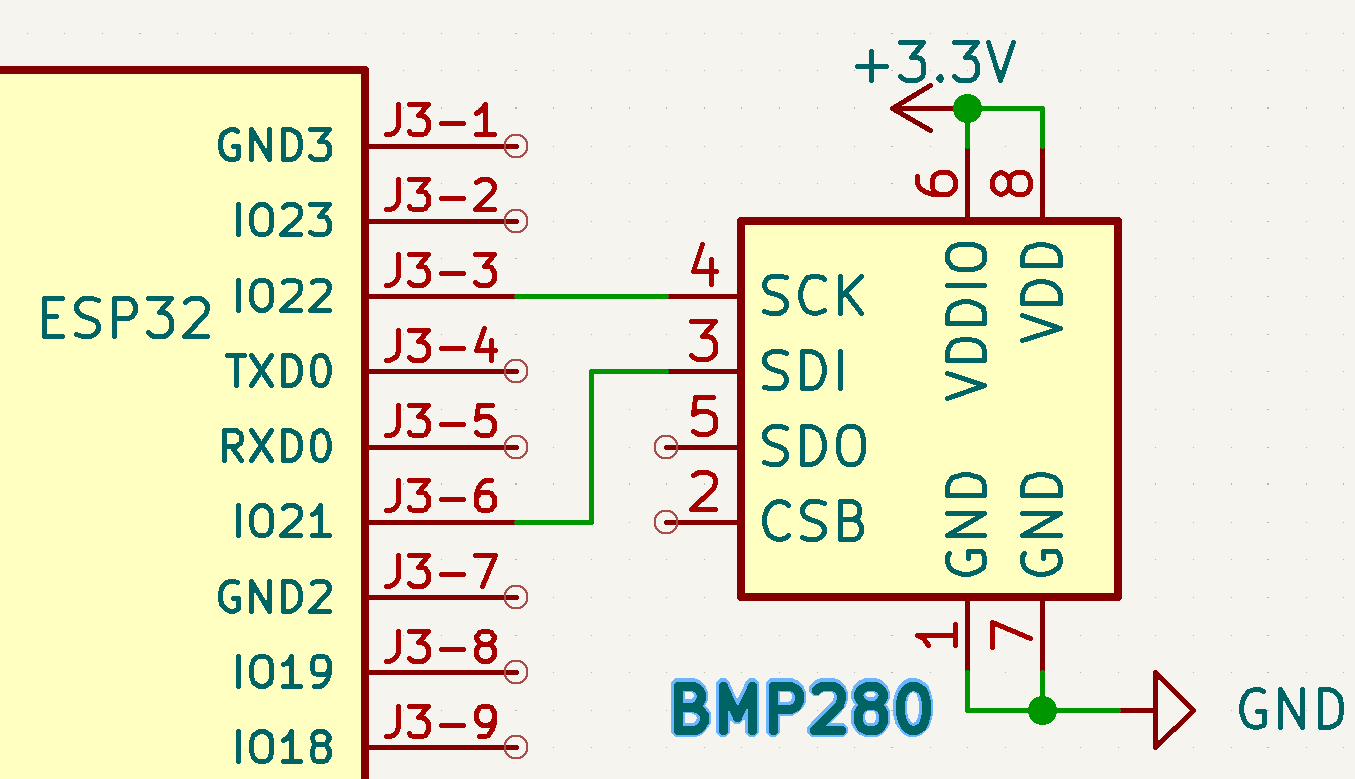 +3.3V
J3-1
GND3
6
8
J3-2
IO23
J3-3
4
IO22
SCK
VDDIO
VDD
ESP32
J3-4
3
TXD0
SDI
J3-5
5
RXD0
SDO
J3-6
2
IO21
CSB
GND
GND
J3-7
GND2
1
7
J3-8
IO19
BMP280
GND
J3-9
IO18